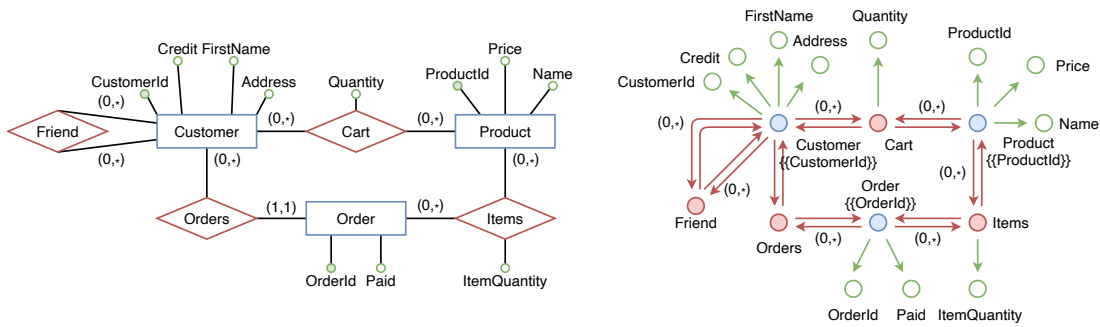 Credit FirstName
CustomerId
Address
(0,*)
Friend
(0,*)
Customer
(0,*)
(0,*)
Quantity
Cart
(0,*)
Price
ProductId
Name
Product
(0,*)
Orders
(1,1)
Order
(0,*)
Items
OrderId
Paid
ItemQuantity
FirstName
Quantity
Address
Credit
CustomerId
ProductId
Price
Name
(0,*)
(0,*)
(0,*)
Customer
{{CustomerId}}
Cart
Product
{{ProductId}}
(0,*)
(0,*)
Friend
Order
{{OrderId}}
Orders
(0,*)
(0,*)
Items
OrderId
Paid
ItemQuantity